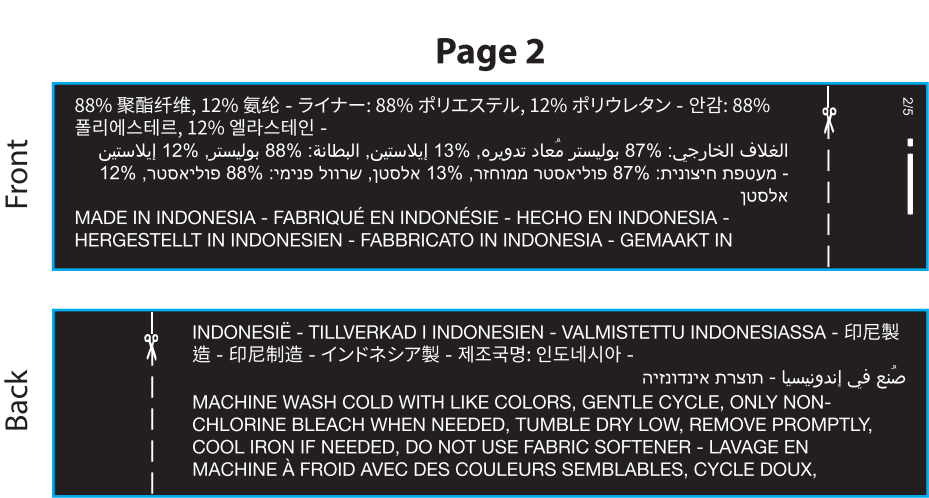 Page 2
Front
88% 聚酯纤维, 12% 氨纶 - ライナー: 88% ポリエステル, 12% ポリウレタン - 안감: 88%
폴리에스테르, 12% 엘라스테인 -
الغلاف الخارجي: 87% بوليستر مُعاد تدويره, 13% إيلاستين, البطانة: 88% بوليستر, 12% إيلاستين
- מעטפת חיצונית: 87% פוליאסטר ממוחזר, 13% אלסטן, שרוול פנימי: 88% פוליאסטר, 12%
אלסטן
MADE IN INDONESIA - FABRIQUÉ EN INDONÉSIE - HECHO EN INDONESIA -
HERGESTELLT IN INDONESIEN - FABBRICATO IN INDONESIA - GEMAAKT IN
2/5
Back
INDONESIË - TILLVERKAD I INDONESIEN - VALMISTETTU INDONESIASSA - 印尼製
造 - 印尼制造 - インドネシア製 - 제조국명: 인도네시아 -
صُنع في إندونيسيا - תוצרת אינדונזיה
MACHINE WASH COLD WITH LIKE COLORS, GENTLE CYCLE, ONLY NON-
CHLORINE BLEACH WHEN NEEDED, TUMBLE DRY LOW, REMOVE PROMPTLY,
COOL IRON IF NEEDED, DO NOT USE FABRIC SOFTENER - LAVAGE EN
MACHINE À FROID AVEC DES COULEURS SEMBLABLES, CYCLE DOUX,